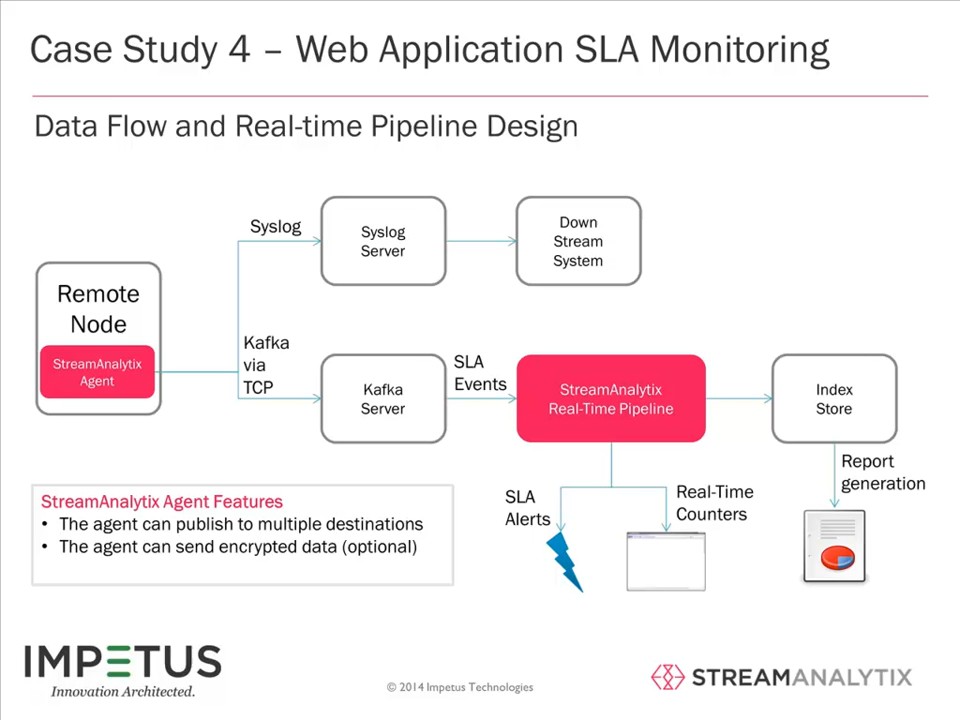 Case Study 4 – Web Application SLA Monitoring
Data Flow and Real-time Pipeline Design
Syslog
Syslog
Server
Down
Stream
System
Remote
Node
StreamAnalytix
Agent
Kafka
via
TCP
Kafka
Server
SLA
Events
StreamAnalytix
Real-Time Pipeline
Index
Store
Report
generation
SLA
Alerts
Real-Time
Counters
StreamAnalytix Agent Features
• The agent can publish to multiple destinations
• The agent can send encrypted data (optional)
IMPETUS
Innovation Architected.
© 2014 Impetus Technologies
STREAMANALYTIX